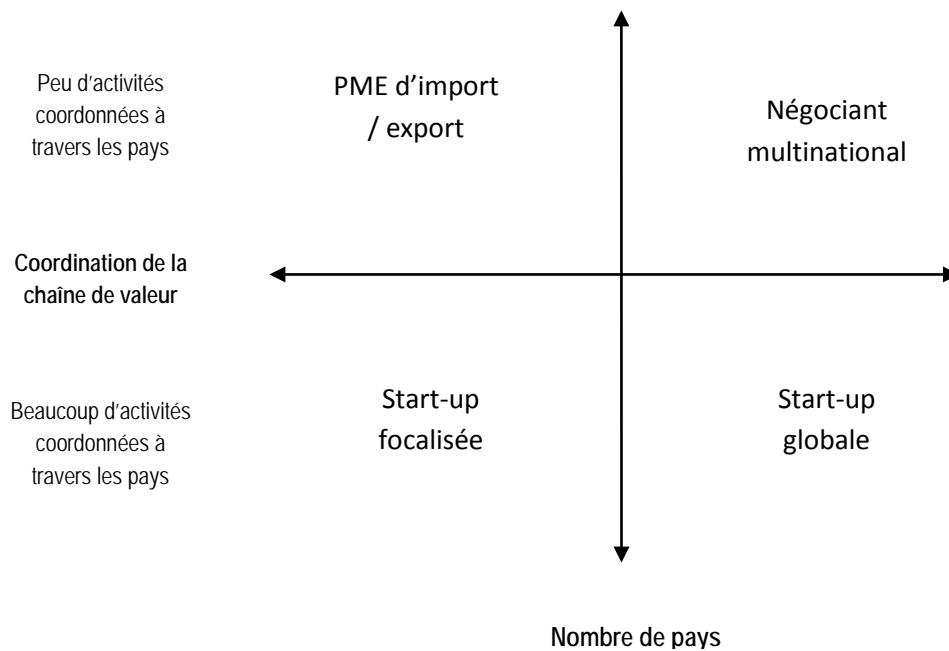 Peu d'activités
coordonnées à
travers les pays
PME d'import
/ export
Négociant
multinational
Coordination de la
chaîne de valeur
Beaucoup d'activités
coordonnées à
travers les pays
Start-up
focalisée
Start-up
globale
Nombre de pays